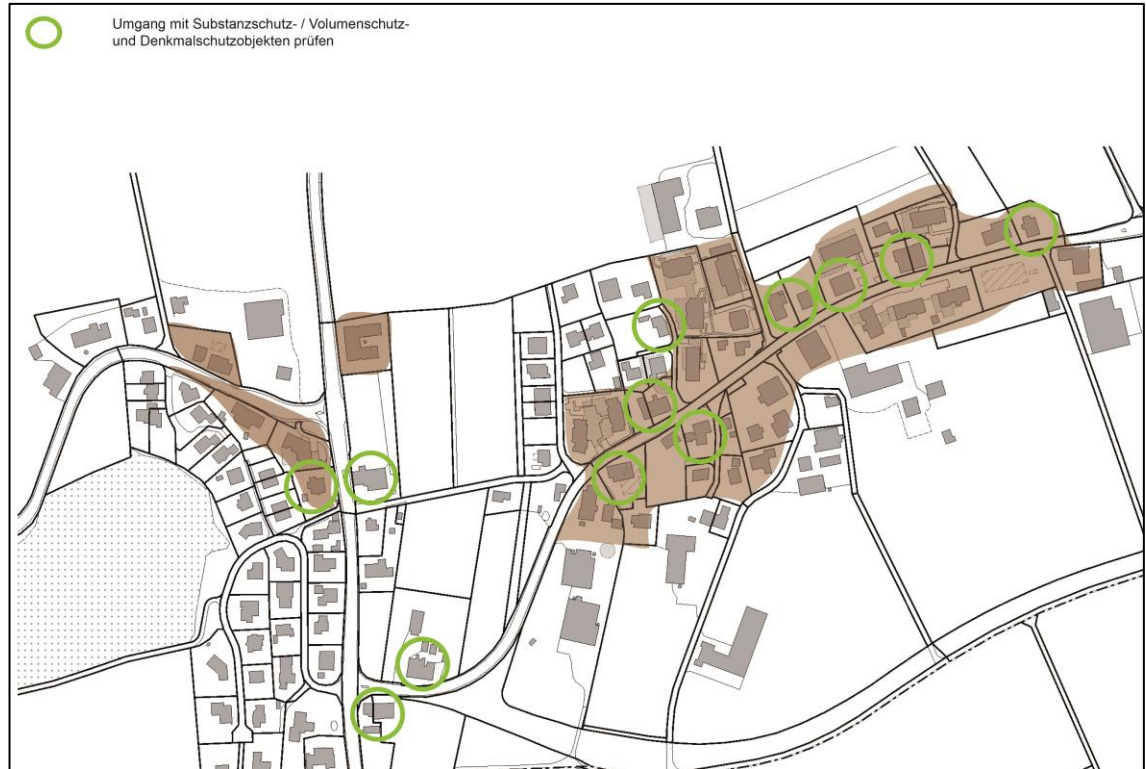 Umgang mit Substanzschutz- / Volumenschutz-
und Denkmalschutzobjekten prüfen